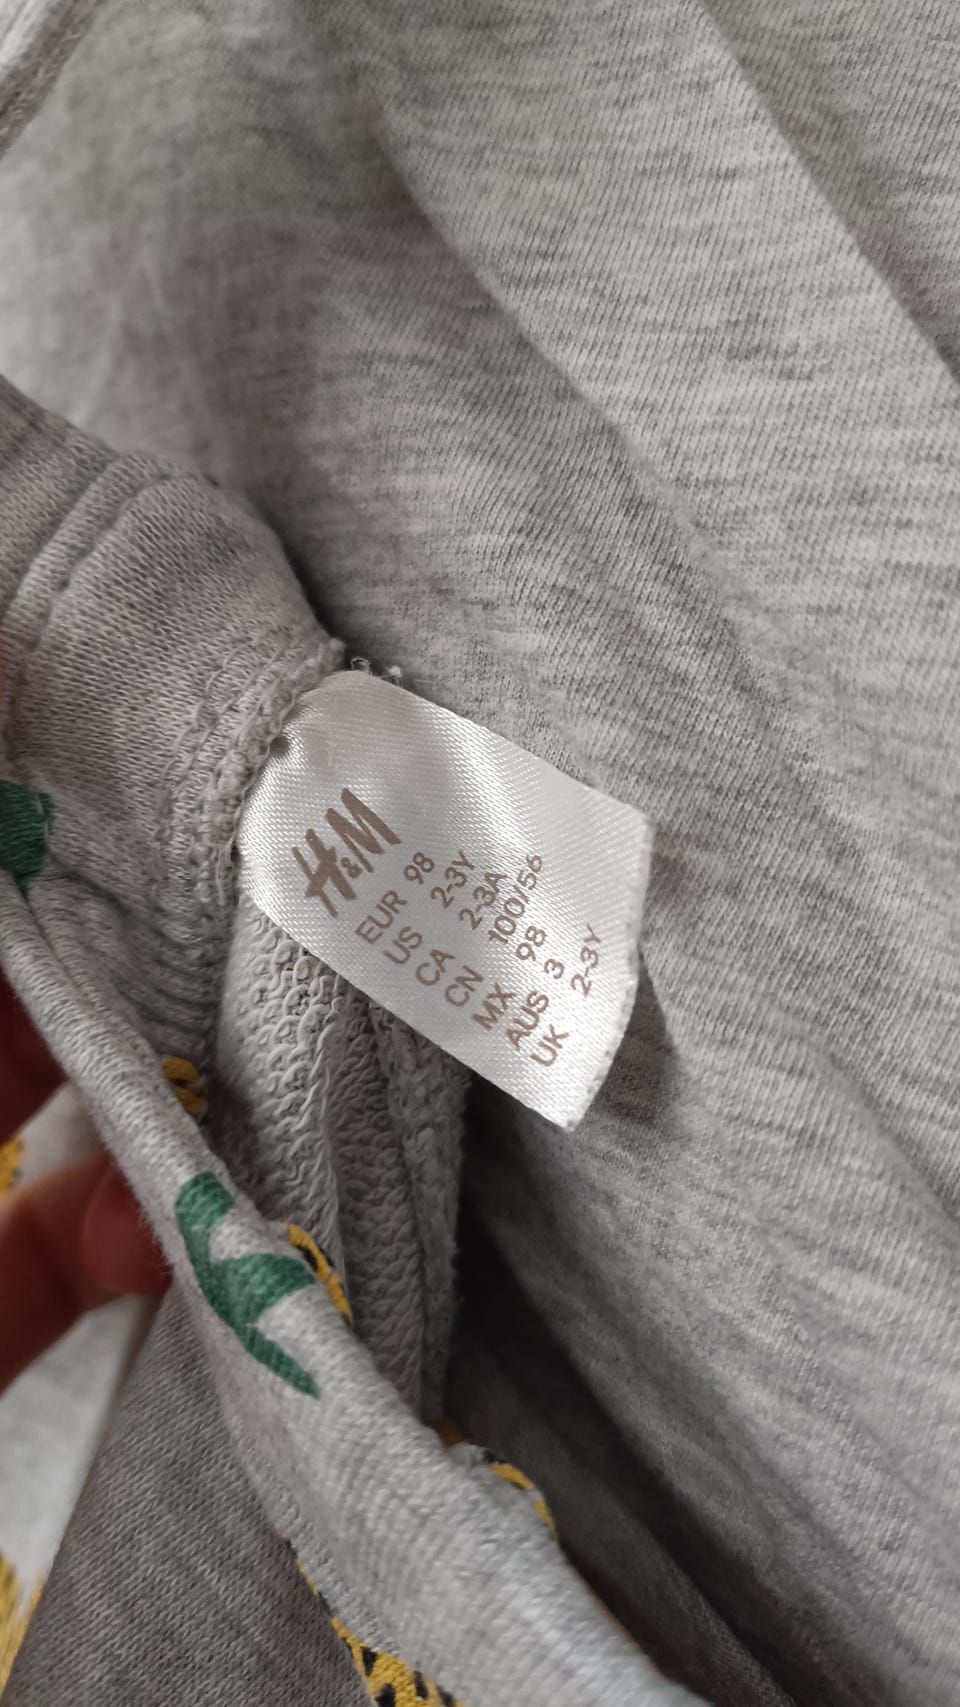 H&M
EUR 98
US 2-3Y
CA 2-3A
CN 100/56
MX 98
AUS 3
UK 2-3Y